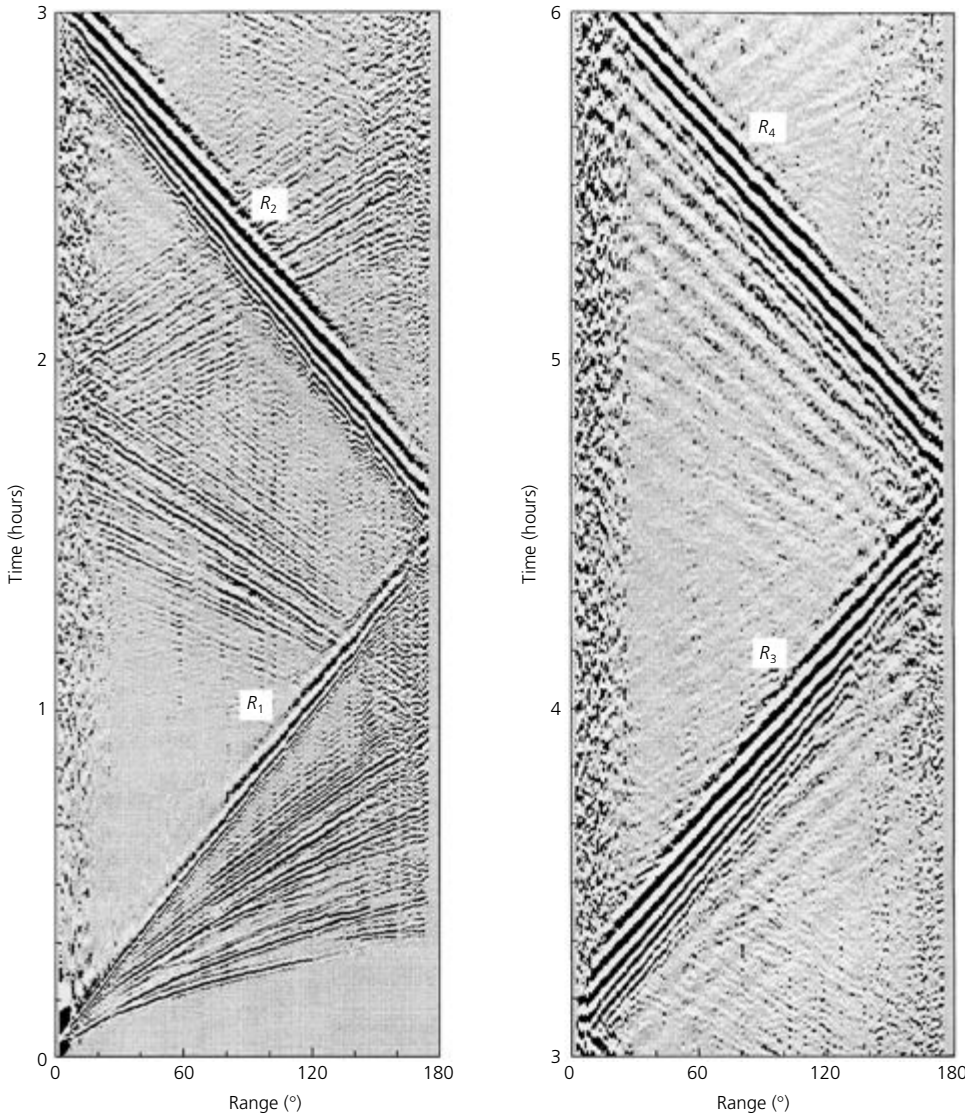 3
2
1
0
Time (hours)
0 60 120 180
Range (°)
R₂
R₁
6
5
4
3
Time (hours)
0 60 120 180
Range (°)
R₄
R₃